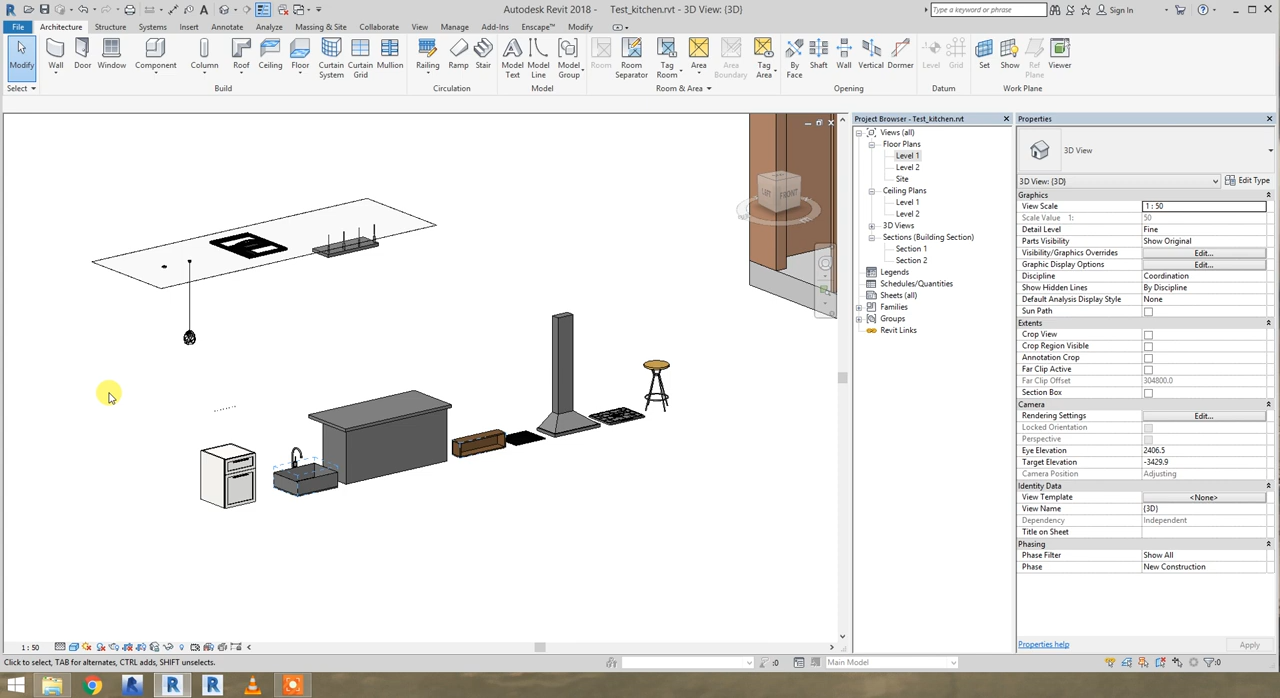 Autodesk Revit 2018 - Test_kitchen.rvt - 3D View: {3D}
Type a keyword or phrase
Sign In
File Architecture Structure Systems Insert Annotate Analyze Massing & Site Collaborate View Manage Add-Ins Enscape™ Modify
Modify Wall Door Window Component Column Roof Ceiling Floor Curtain System Curtain Grid Mullion Railing Ramp Stair Model Text Model Line Model Group Room Room Separator Tag Room Area Area Boundary Tag Area By Face Shaft Wall Vertical Dormer Level Grid Set Show Ref Plane Viewer
Select Build Circulation Model Room & Area Opening Datum Work Plane
Project Browser - Test_kitchen.rvt
Views (all)
Floor Plans
Level 1
Level 2
Site
Ceiling Plans
Level 1
Level 2
3D Views
Sections (Building Section)
Section 1
Section 2
Legends
Schedules/Quantities
Sheets (all)
Families
Groups
Revit Links
Properties
3D View
3D View: {3D} Edit Type
Graphics
View Scale 1 : 50
Scale Value 1: 50
Detail Level Fine
Parts Visibility Show Original
Visibility/Graphics Overrides Edit...
Graphic Display Options Edit...
Discipline Coordination
Show Hidden Lines By Discipline
Default Analysis Display Style None
Sun Path
Extents
Crop View
Crop Region Visible
Annotation Crop
Far Clip Active
Far Clip Offset 304800.0
Section Box
Camera
Rendering Settings Edit...
Locked Orientation
Perspective
Eye Elevation 2406.5
Target Elevation -3429.9
Camera Position Adjusting
Identity Data
View Template <None>
View Name {3D}
Dependency Independent
Title on Sheet
Phasing
Phase Filter Show All
Phase New Construction
Properties help Apply
LEFT FRONT
1 : 50
Click to select, TAB for alternates, CTRL adds, SHIFT unselects.
:0 Main Model :0